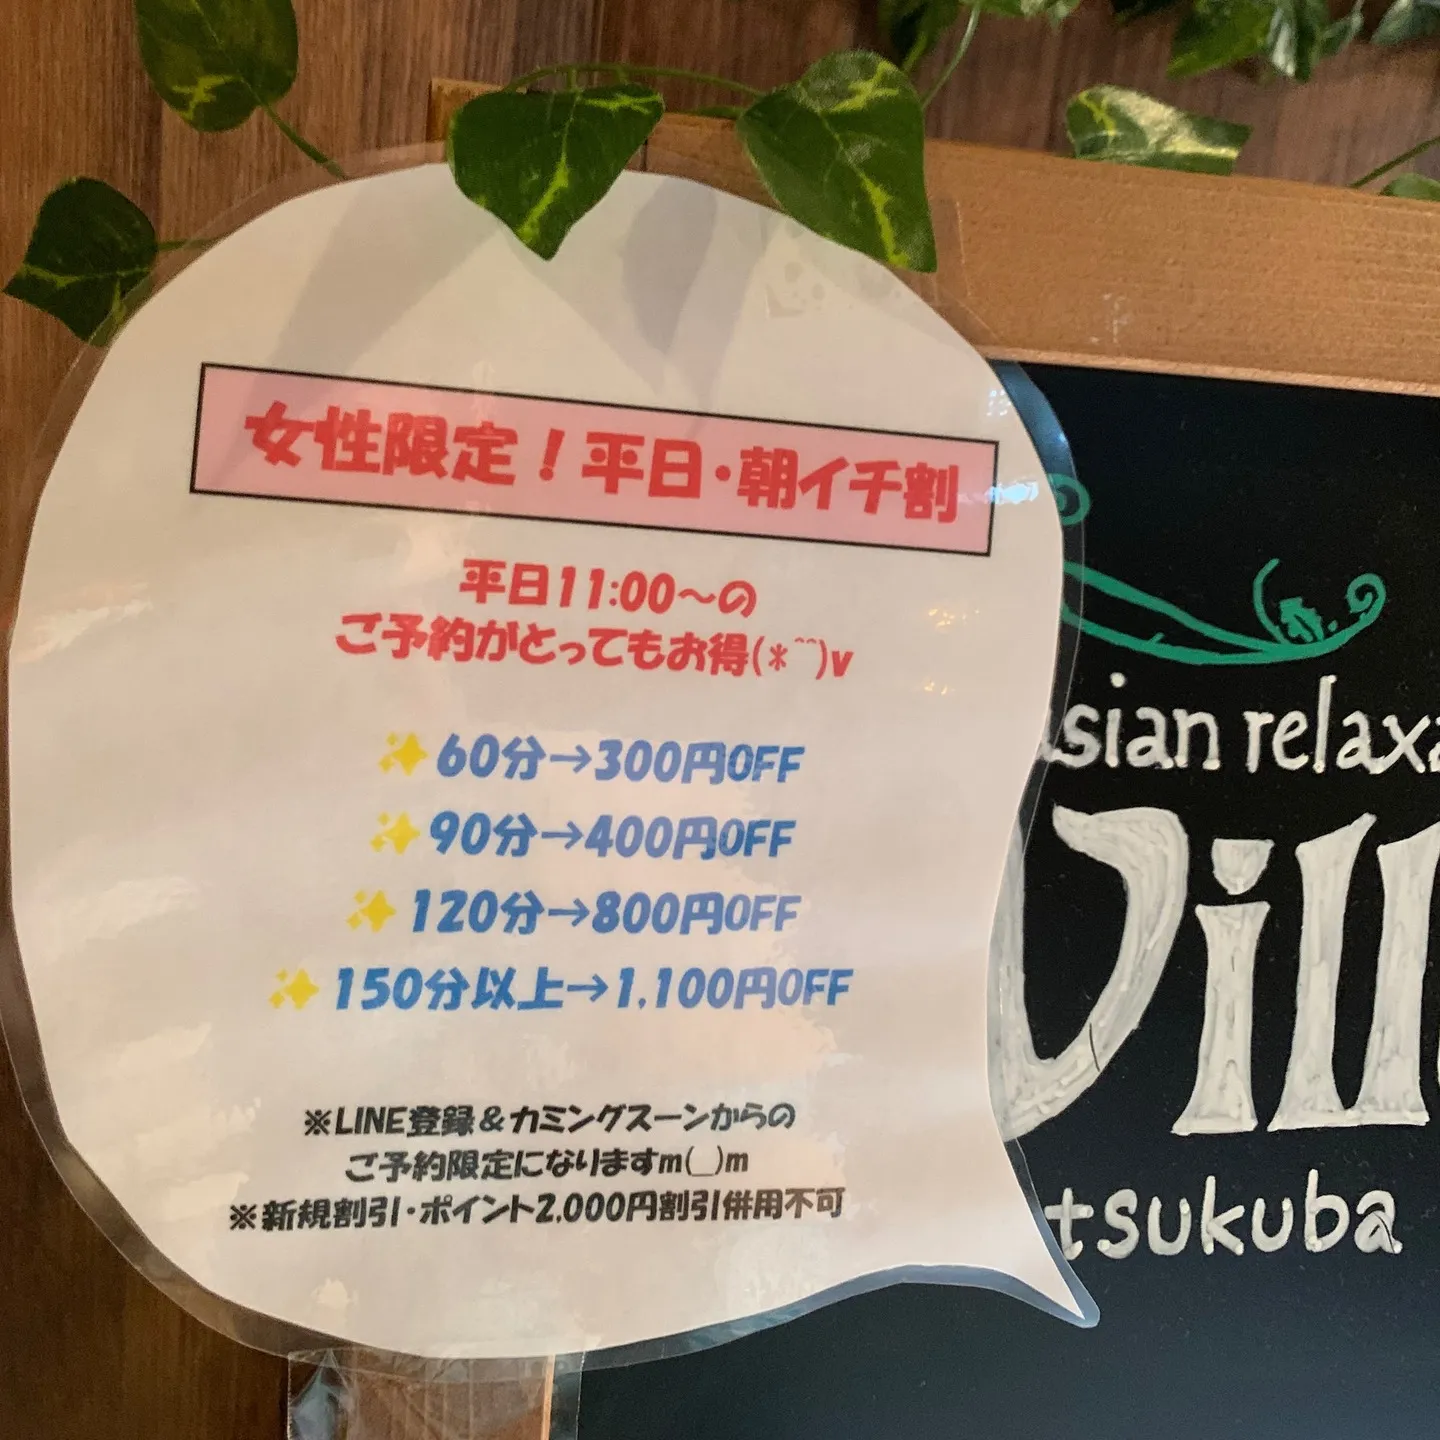 女性限定！平日・朝イチ割
平日11:00～の
ご予約がとってもお得(*^^)v
✨60分→300円OFF
✨90分→400円OFF
✨120分→800円OFF
✨150分以上→1,100円OFF
※LINE登録＆カミングスーンからの
ご予約限定になりますm(_)m
※新規割引・ポイント2,000円割引併用不可
sian relaxa
Vill
tsukuba